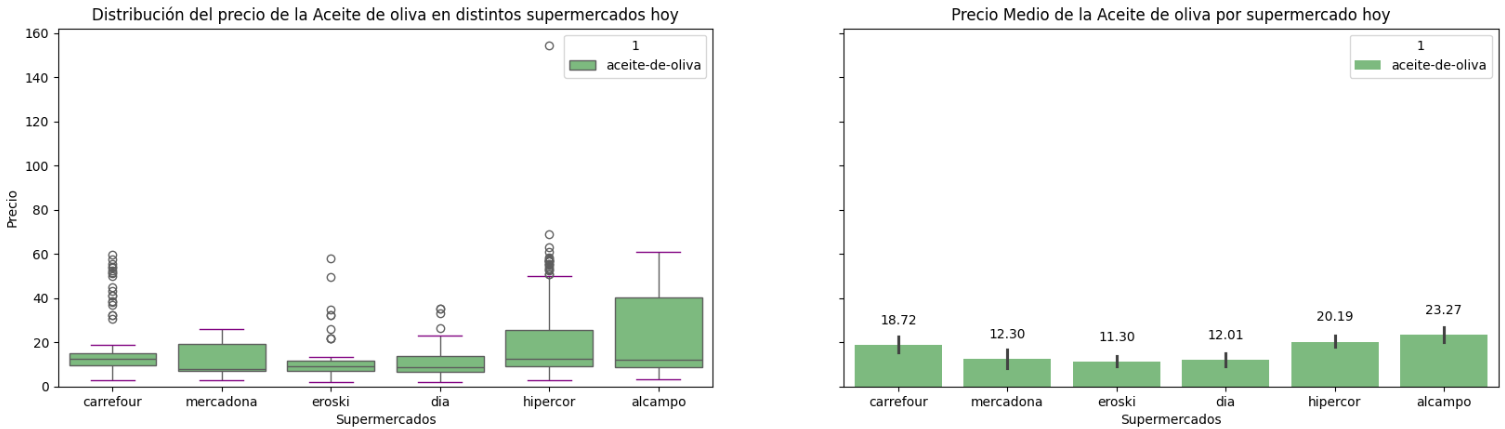 Distribución del precio de la Aceite de oliva en distintos supermercados hoy
1
aceite-de-oliva
Precio
160
140
120
100
80
60
40
20
0
carrefour mercadona eroski dia hipercor alcampo
Supermercados
Precio Medio de la Aceite de oliva por supermercado hoy
1
aceite-de-oliva
18.72 12.30 11.30 12.01 20.19 23.27
carrefour mercadona eroski dia hipercor alcampo
Supermercados